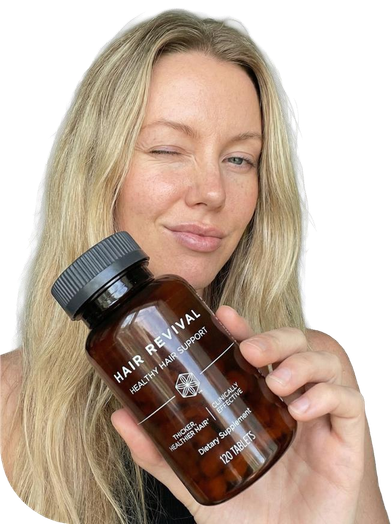 HAIR REVIVAL
HEALTHY HAIR SUPPORT
THICKER,
HEALTHIER HAIR*
CLINICALLY
EFFECTIVE
Dietary Supplement
120 TABLETS